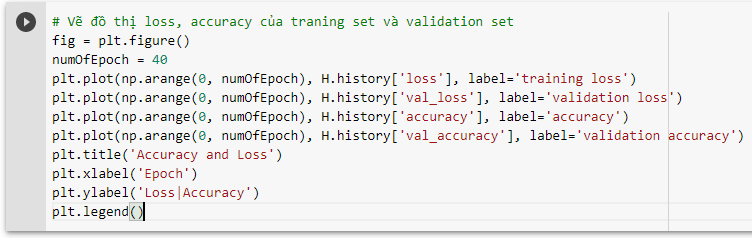 # Vẽ đồ thị loss, accuracy của traning set và validation set
fig = plt.figure()
numOfEpoch = 40
plt.plot(np.arange(0, numOfEpoch), H.history['loss'], label='training loss')
plt.plot(np.arange(0, numOfEpoch), H.history['val_loss'], label='validation loss')
plt.plot(np.arange(0, numOfEpoch), H.history['accuracy'], label='accuracy')
plt.plot(np.arange(0, numOfEpoch), H.history['val_accuracy'], label='validation accuracy')
plt.title('Accuracy and Loss')
plt.xlabel('Epoch')
plt.ylabel('Loss|Accuracy')
plt.legend()